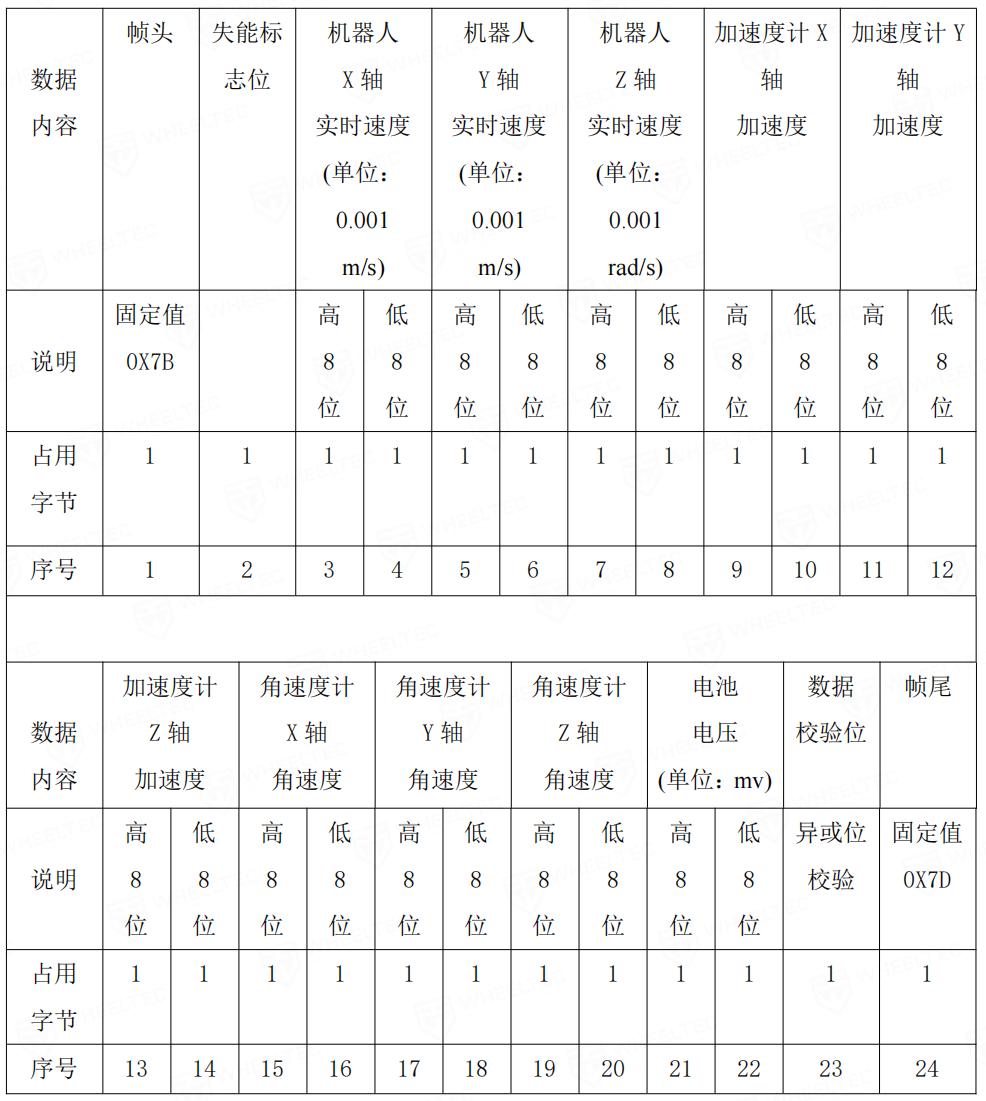 数据
内容
帧头
失能标
志位
机器人
X 轴
实时速度
(单位：
0.001
m/s)
机器人
Y 轴
实时速度
(单位：
0.001
m/s)
机器人
Z 轴
实时速度
(单位：
0.001
rad/s)
加速度计 X
轴
加速度
加速度计 Y
轴
加速度
说明
固定值
0X7B
高
8
位
低
8
位
高
8
位
低
8
位
高
8
位
低
8
位
高
8
位
低
8
位
高
8
位
低
8
位
占用
字节
1
1
1
1
1
1
1
1
1
1
1
1
序号
1
2
3
4
5
6
7
8
9
10
11
12
数据
内容
加速度计
Z 轴
加速度
角速度计
X 轴
角速度
角速度计
Y 轴
角速度
角速度计
Z 轴
角速度
电池
电压
(单位：mv)
数据
校验位
帧尾
说明
高
8
位
低
8
位
高
8
位
低
8
位
高
8
位
低
8
位
高
8
位
低
8
位
高
8
位
低
8
位
异或位
校验
固定值
0X7D
占用
字节
1
1
1
1
1
1
1
1
1
1
1
1
序号
13
14
15
16
17
18
19
20
21
22
23
24
WHEELTEC